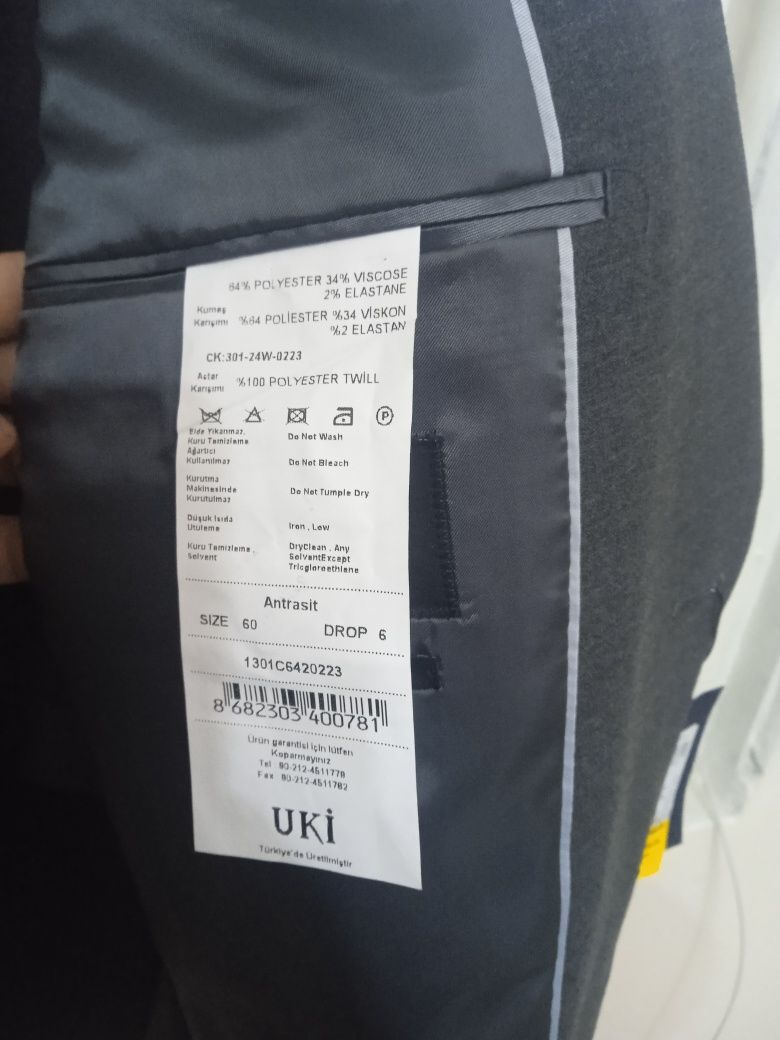 64% POLYESTER 34% VISCOSE
2% ELASTANE
Kumaş
Karışımı
%64 POLİESTER %34 VİSKON
%2 ELASTAN
CK:301-24W-0223
Astar
Karışımı
%100 POLYESTER TWİLL
P
Elde Yıkanmaz,
Kuru Temizleme
Do Not Wash
Ağartıcı
Kullanılmaz
Do Not Bleach
Kurutma
Makinesinde
Kurutulmaz
Do Not Tumple Dry
Düşük Isıda
Ütüleme
Iron , Low
Kuru Temizleme ,
Solvent
DryClean , Any
SolventExcept
Tricgloroethlene
Antrasit
SIZE 60 DROP 6
1301C6420223
8 682303 400781
Ürün garantisi için lütfen
Koparmayınız
Tel 90-212-4511778
Fax 90-212-4511782
UKİ
Türkiye'de Üretilmiştir